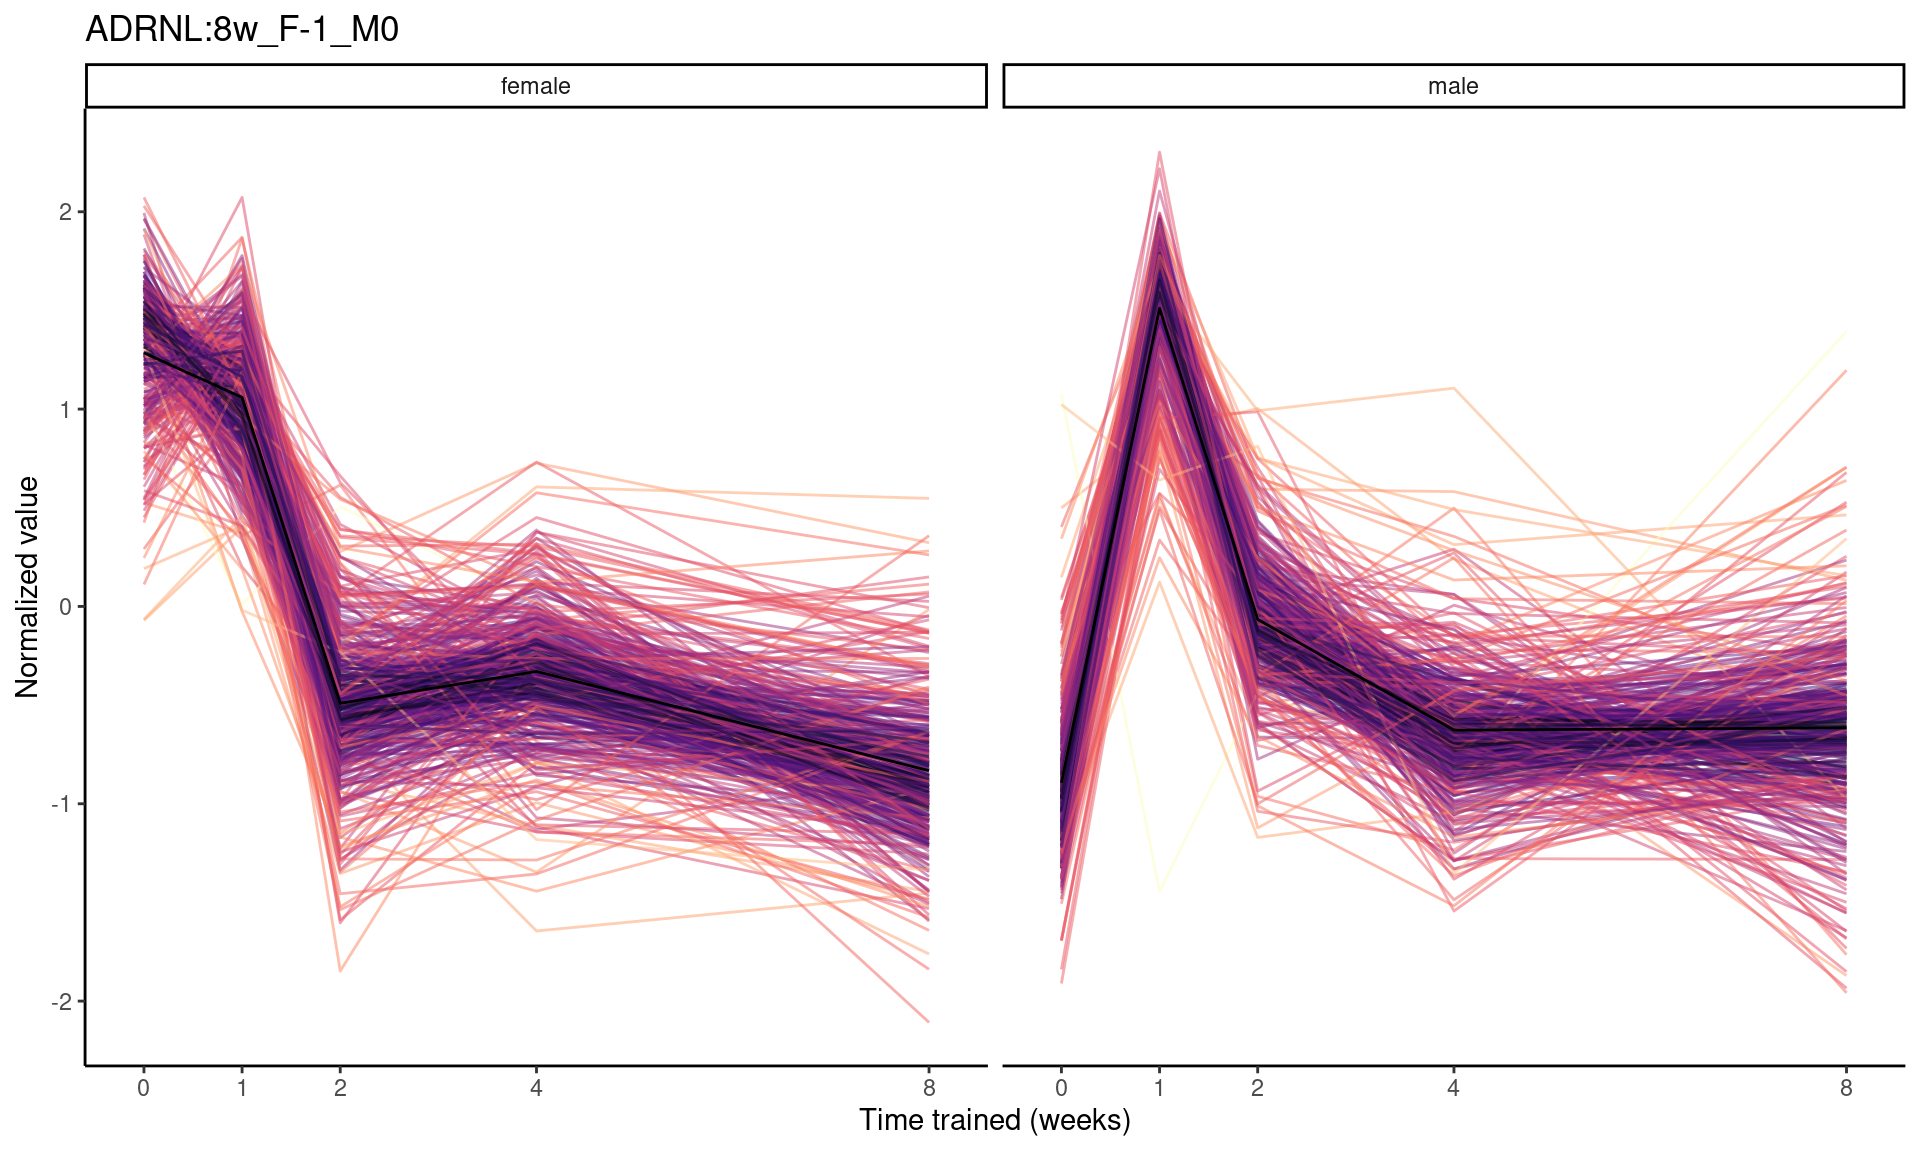 ADRNL:8w_F-1_M0
female
male
Normalized value
2
1
0
-1
-2
0 1 2 4 8
0 1 2 4 8
Time trained (weeks)